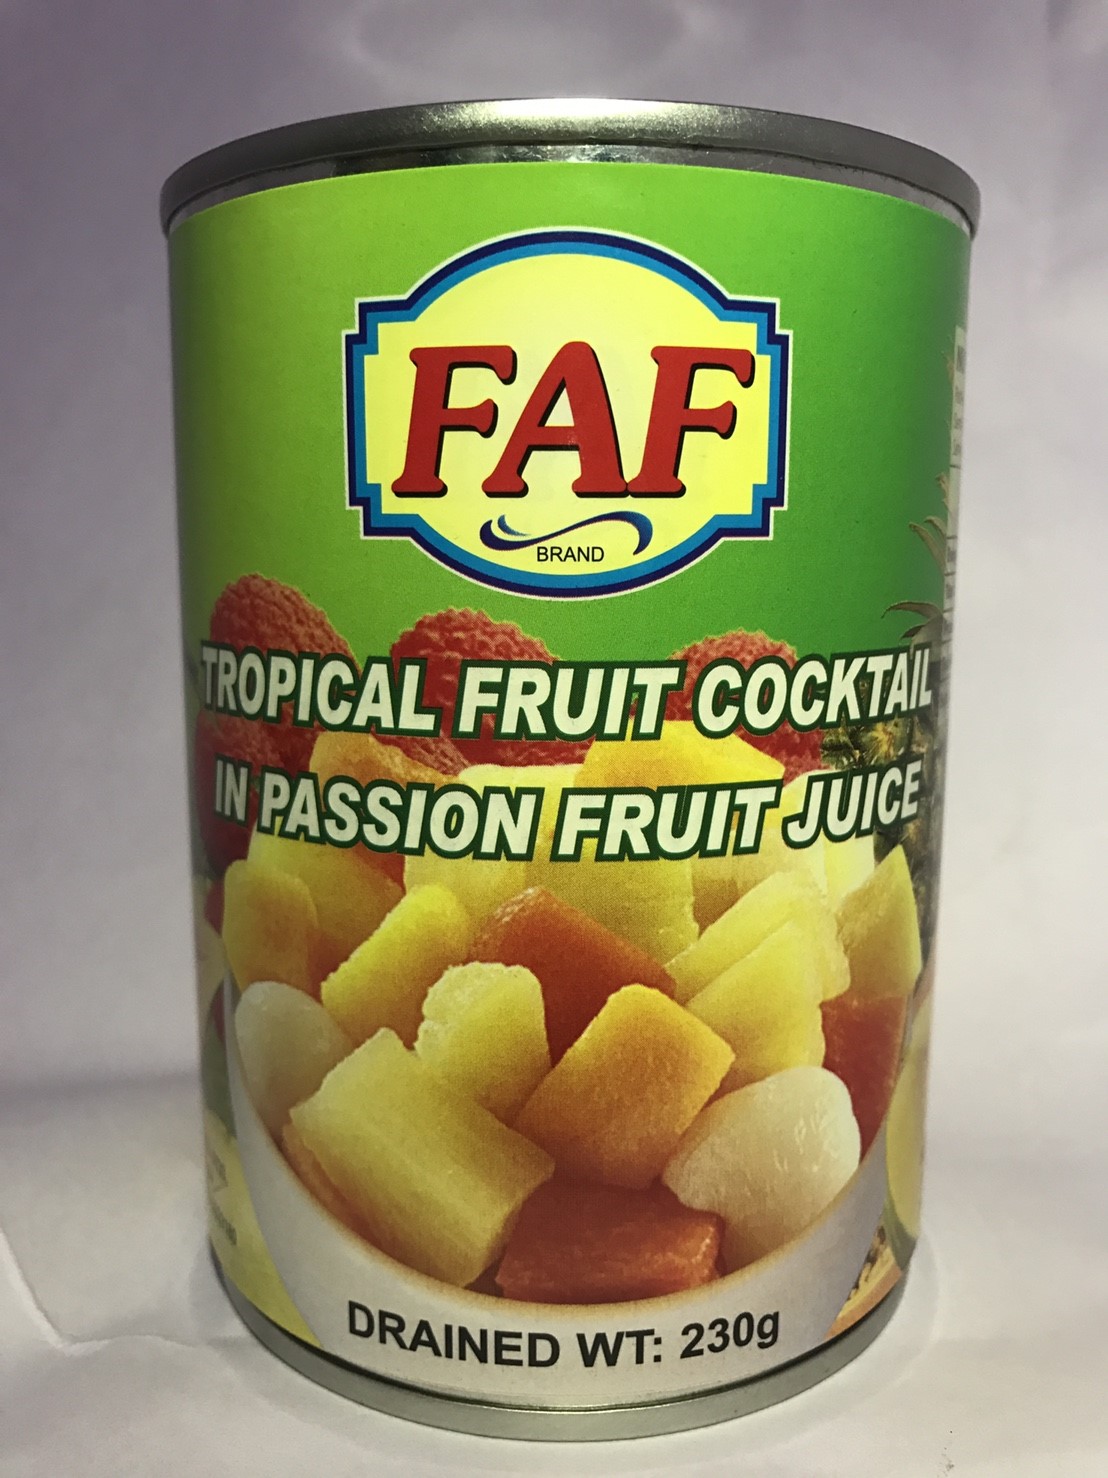 FAF
BRAND
TROPICAL FRUIT COCKTAIL
IN PASSION FRUIT JUICE
DRAINED WT: 230g